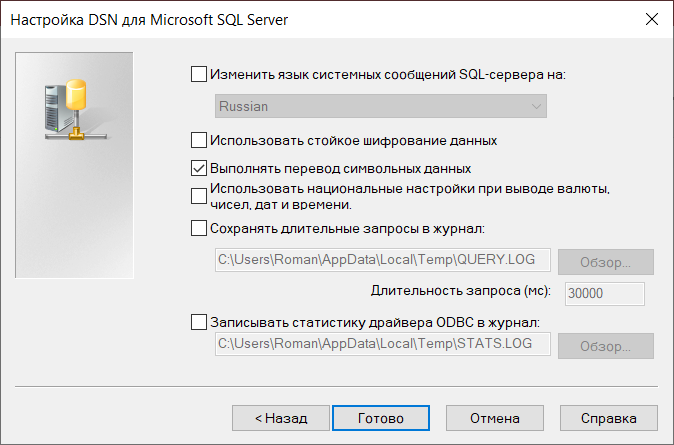 Настройка DSN для Microsoft SQL Server
Изменить язык системных сообщений SQL-сервера на:
Russian
Использовать стойкое шифрование данных
Выполнять перевод символьных данных
Использовать национальные настройки при выводе валюты,
чисел, дат и времени.
Сохранять длительные запросы в журнал:
C:\Users\Roman\AppData\Local\Temp\QUERY.LOG
Обзор...
Длительность запроса (мс):
30000
Записывать статистику драйвера ODBC в журнал:
C:\Users\Roman\AppData\Local\Temp\STATS.LOG
Обзор...
< Назад
Готово
Отмена
Справка